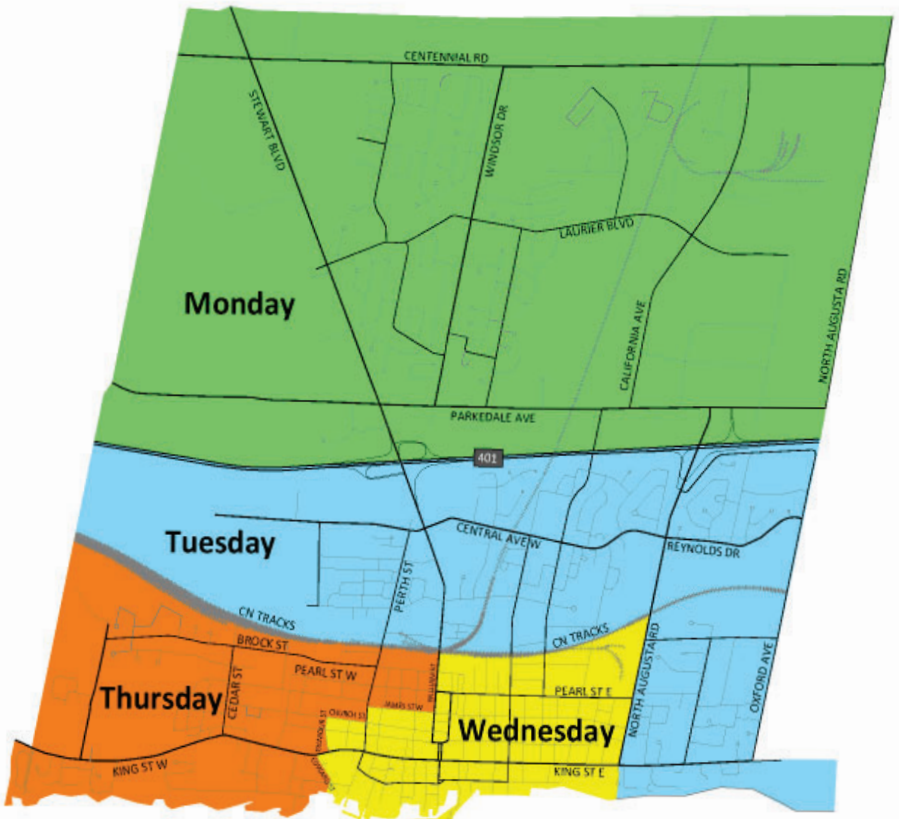 CENTENNIAL RD
STEWART BLVD
WINDSOR DR
LAURIER BLVD
Monday
CALIFORNIA AVE
NORTH AUGUSTA RD
PARKEDALE AVE
401
CENTRAL AVE W
Tuesday
REYNOLDS DR
PERTH ST
CN TRACKS
CN TRACKS
BROCK ST
PEARL ST W
NORTH AUGUSTA RD
OXFORD AVE
CEDAR ST
PEARL ST E
Thursday
JAMES ST W
CHURCH ST
Wednesday
KING ST W
KING ST E